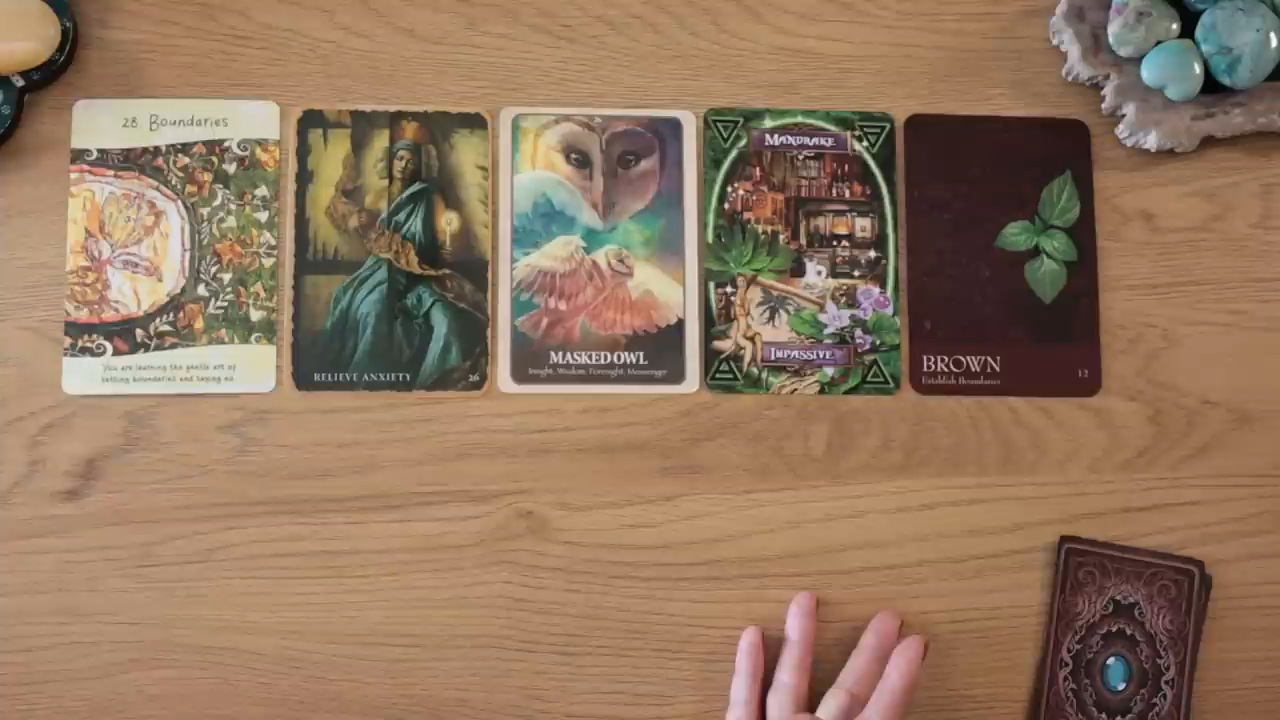 28. Boundaries
You are learning the gentle art of
setting boundaries and saying no.
RELIEVE ANXIETY
26
MASKED OWL
Insight, Wisdom, Foresight, Messenger
MANDRAKE
IMPASSIVE
BROWN
Establish Boundaries
12